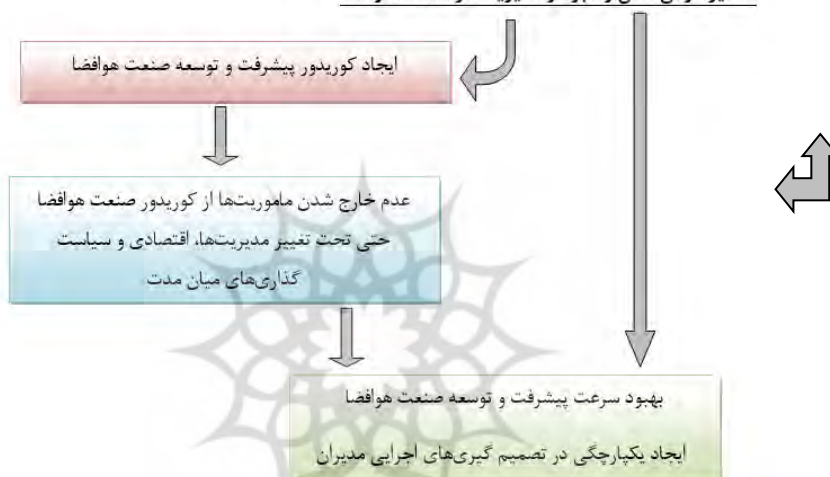 ایجاد کوریدور پیشرفت و توسعه صنعت هوافضا
عدم خارج شدن ماموریت‌ها از کوریدور صنعت هوافضا
حتی تحت تغییر مدیریت‌ها، اقتصادی و سیاست
گذاری‌های میان مدت
بهبود سرعت پیشرفت و توسعه صنعت هوافضا
ایجاد یکپارچگی در تصمیم گیری‌های اجرایی مدیران